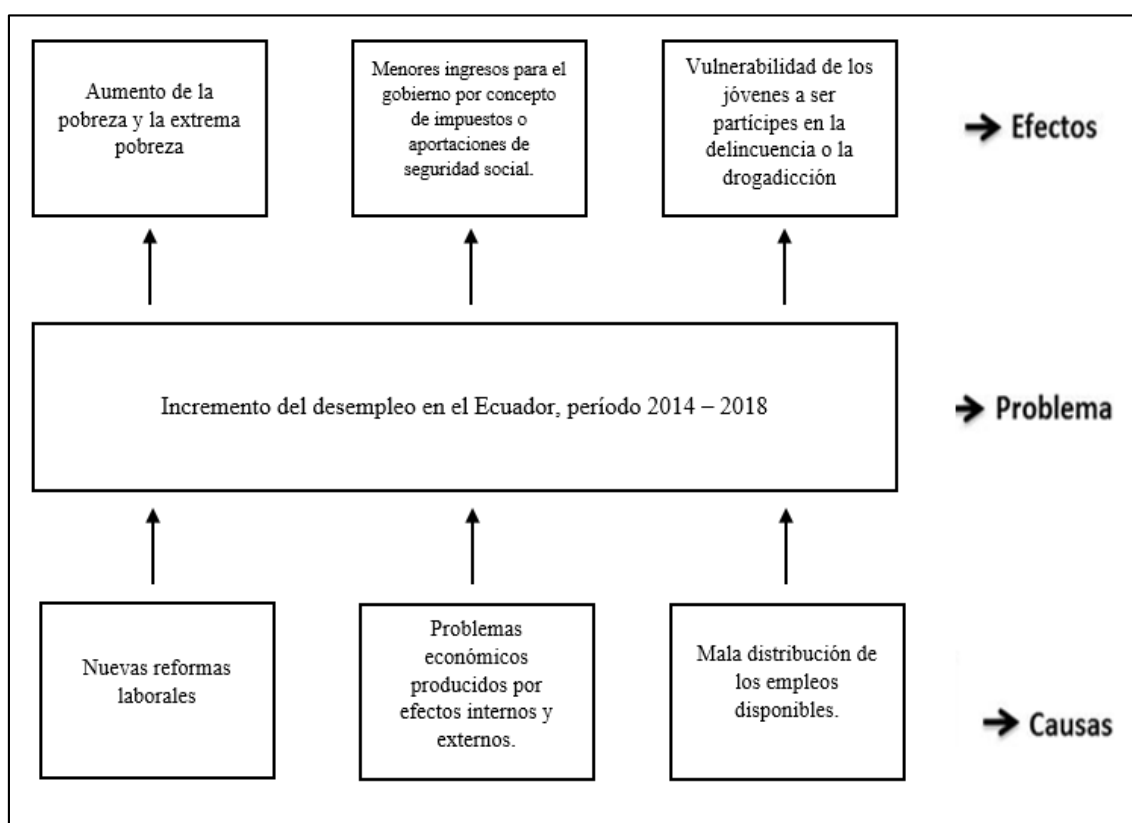 Aumento de la
pobreza y la extrema
pobreza
Menores ingresos para el
gobierno por concepto
de impuestos o
aportaciones de
seguridad social.
Vulnerabilidad de los
jóvenes a ser
partícipes en la
delincuencia o la
drogadicción
Efectos
Incremento del desempleo en el Ecuador, período 2014 – 2018
Problema
Nuevas reformas
laborales
Problemas
económicos
producidos por
efectos internos y
externos.
Mala distribución de
los empleos
disponibles.
Causas